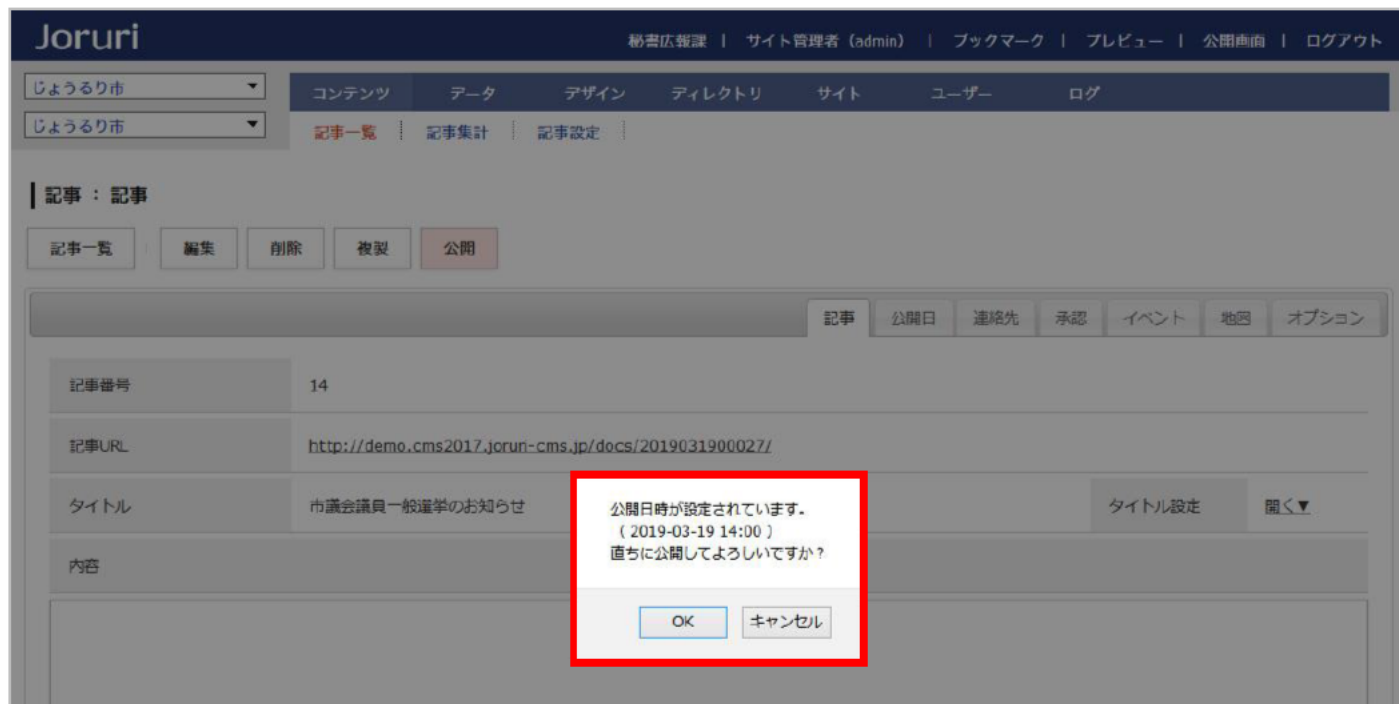 Joruri
秘書広報課 | サイト管理者（admin） | ブックマーク | プレビュー | 公開画面 | ログアウト
じょうるり市
コンテンツ データ デザイン ディレクトリ サイト ユーザー ログ
じょうるり市
記事一覧 記事集計 記事設定
記事 ： 記事
記事一覧 編集 削除 複製 公開
記事 公開日 連絡先 承認 イベント 地図 オプション
記事番号 14
記事URL http://demo.cms2017.joruri-cms.jp/docs/2019031900027/
タイトル 市議会議員一般選挙のお知らせ タイトル設定 開く▼
公開日時が設定されています。
（ 2019-03-19 14:00 ）
直ちに公開してよろしいですか？
内容
OK キャンセル